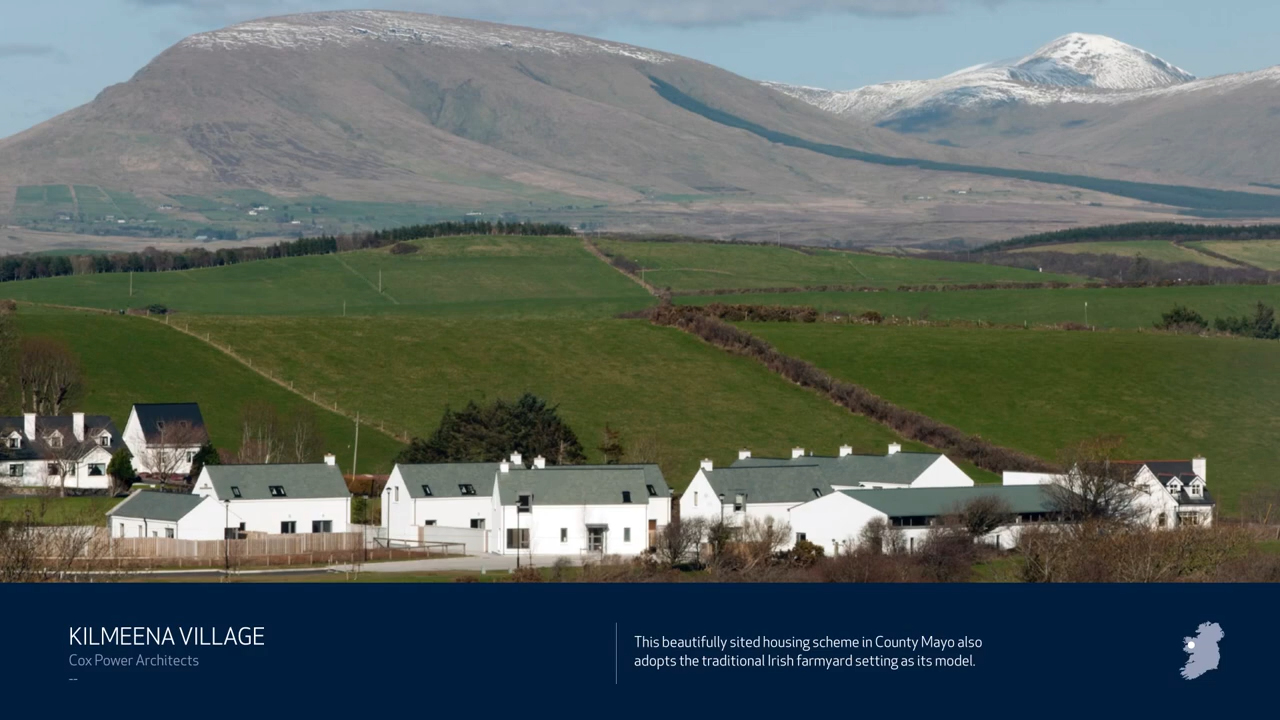 KILMEENA VILLAGE
Cox Power Architects
This beautifully sited housing scheme in County Mayo also
adopts the traditional Irish farmyard setting as its model.